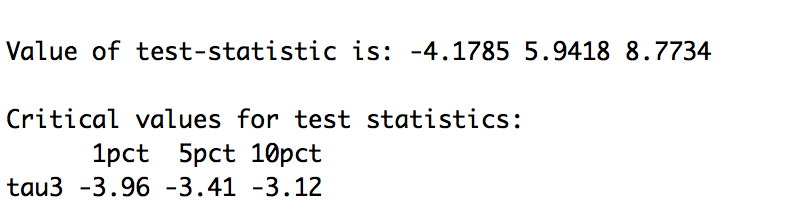 Value of test-statistic is: -4.1785 5.9418 8.7734
Critical values for test statistics:
1pct 5pct 10pct
tau3 -3.96 -3.41 -3.12